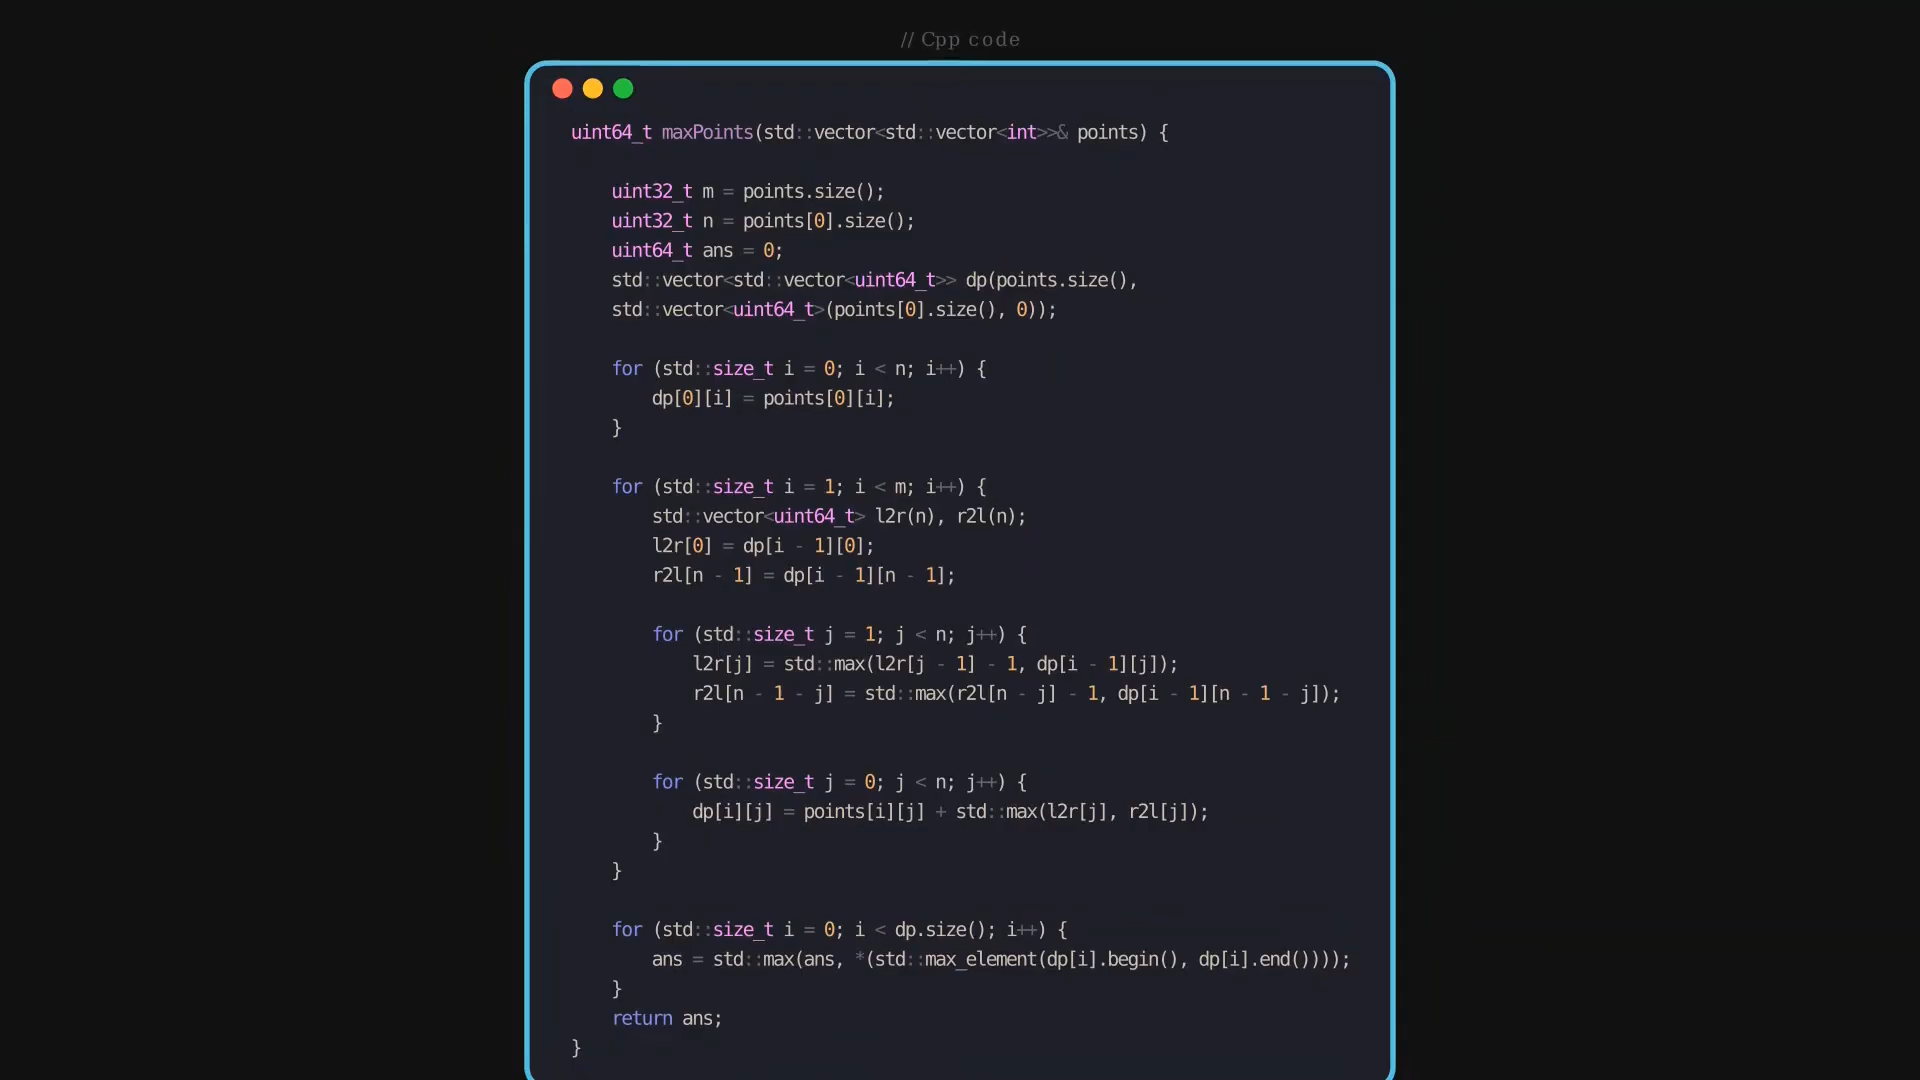 // Cpp code
uint64_t maxPoints(std::vector<std::vector<int>>& points) {
uint32_t m = points.size();
uint32_t n = points[0].size();
uint64_t ans = 0;
std::vector<std::vector<uint64_t>> dp(points.size(),
std::vector<uint64_t>(points[0].size(), 0));
for (std::size_t i = 0; i < n; i++) {
dp[0][i] = points[0][i];
}
for (std::size_t i = 1; i < m; i++) {
std::vector<uint64_t> l2r(n), r2l(n);
l2r[0] = dp[i - 1][0];
r2l[n - 1] = dp[i - 1][n - 1];
for (std::size_t j = 1; j < n; j++) {
l2r[j] = std::max(l2r[j - 1] - 1, dp[i - 1][j]);
r2l[n - 1 - j] = std::max(r2l[n - j] - 1, dp[i - 1][n - 1 - j]);
}
for (std::size_t j = 0; j < n; j++) {
dp[i][j] = points[i][j] + std::max(l2r[j], r2l[j]);
}
}
for (std::size_t i = 0; i < dp.size(); i++) {
ans = std::max(ans, *(std::max_element(dp[i].begin(), dp[i].end())));
}
return ans;
}